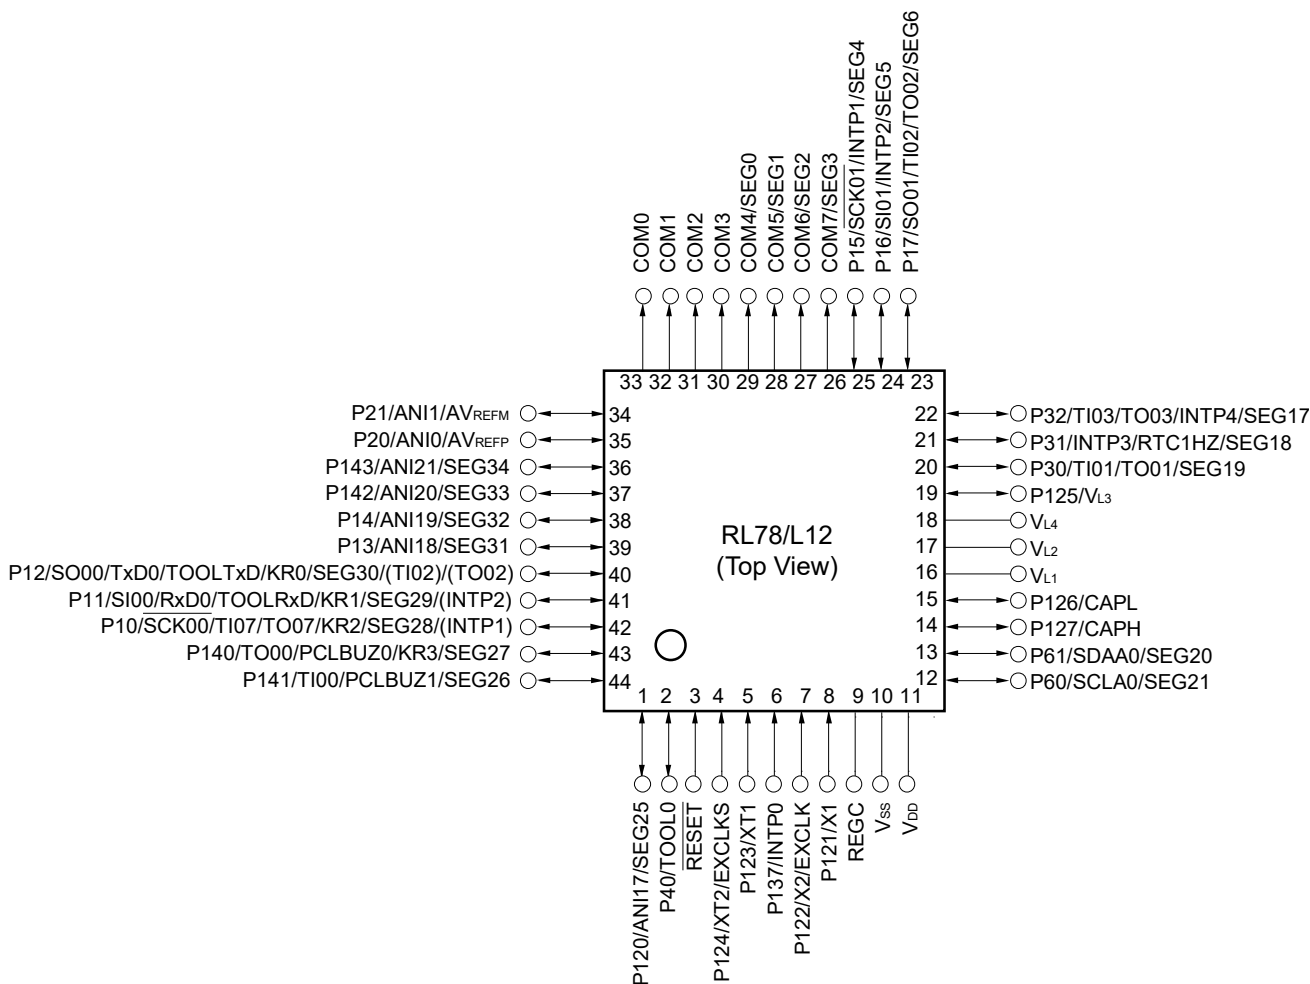 COM0
COM1
COM2
COM3
COM4/SEG0
COM5/SEG1
COM6/SEG2
COM7/SEG3
P15/SCK01/INTP1/SEG4
P16/SI01/INTP2/SEG5
P17/SO01/TI02/TO02/SEG6
33 32 31 30 29 28 27 26 25 24 23
P21/ANI1/AVREFM 34
P20/ANI0/AVREFP 35
P143/ANI21/SEG34 36
P142/ANI20/SEG33 37
P14/ANI19/SEG32 38
P13/ANI18/SEG31 39
P12/SO00/TxD0/TOOLTxD/KR0/SEG30/(TI02)/(TO02) 40
P11/SI00/RxD0/TOOLRxD/KR1/SEG29/(INTP2) 41
P10/SCK00/TI07/TO07/KR2/SEG28/(INTP1) 42
P140/TO00/PCLBUZ0/KR3/SEG27 43
P141/TI00/PCLBUZ1/SEG26 44
RL78/L12
(Top View)
22 P32/TI03/TO03/INTP4/SEG17
21 P31/INTP3/RTC1HZ/SEG18
20 P30/TI01/TO01/SEG19
19 P125/VL3
18 VL4
17 VL2
16 VL1
15 P126/CAPL
14 P127/CAPH
13 P61/SDAA0/SEG20
12 P60/SCLA0/SEG21
1 2 3 4 5 6 7 8 9 10 11
P120/ANI17/SEG25
P40/TOOL0
RESET
P124/XT2/EXCLKS
P123/XT1
P137/INTP0
P122/X2/EXCLK
P121/X1
REGC
VSS
VDD